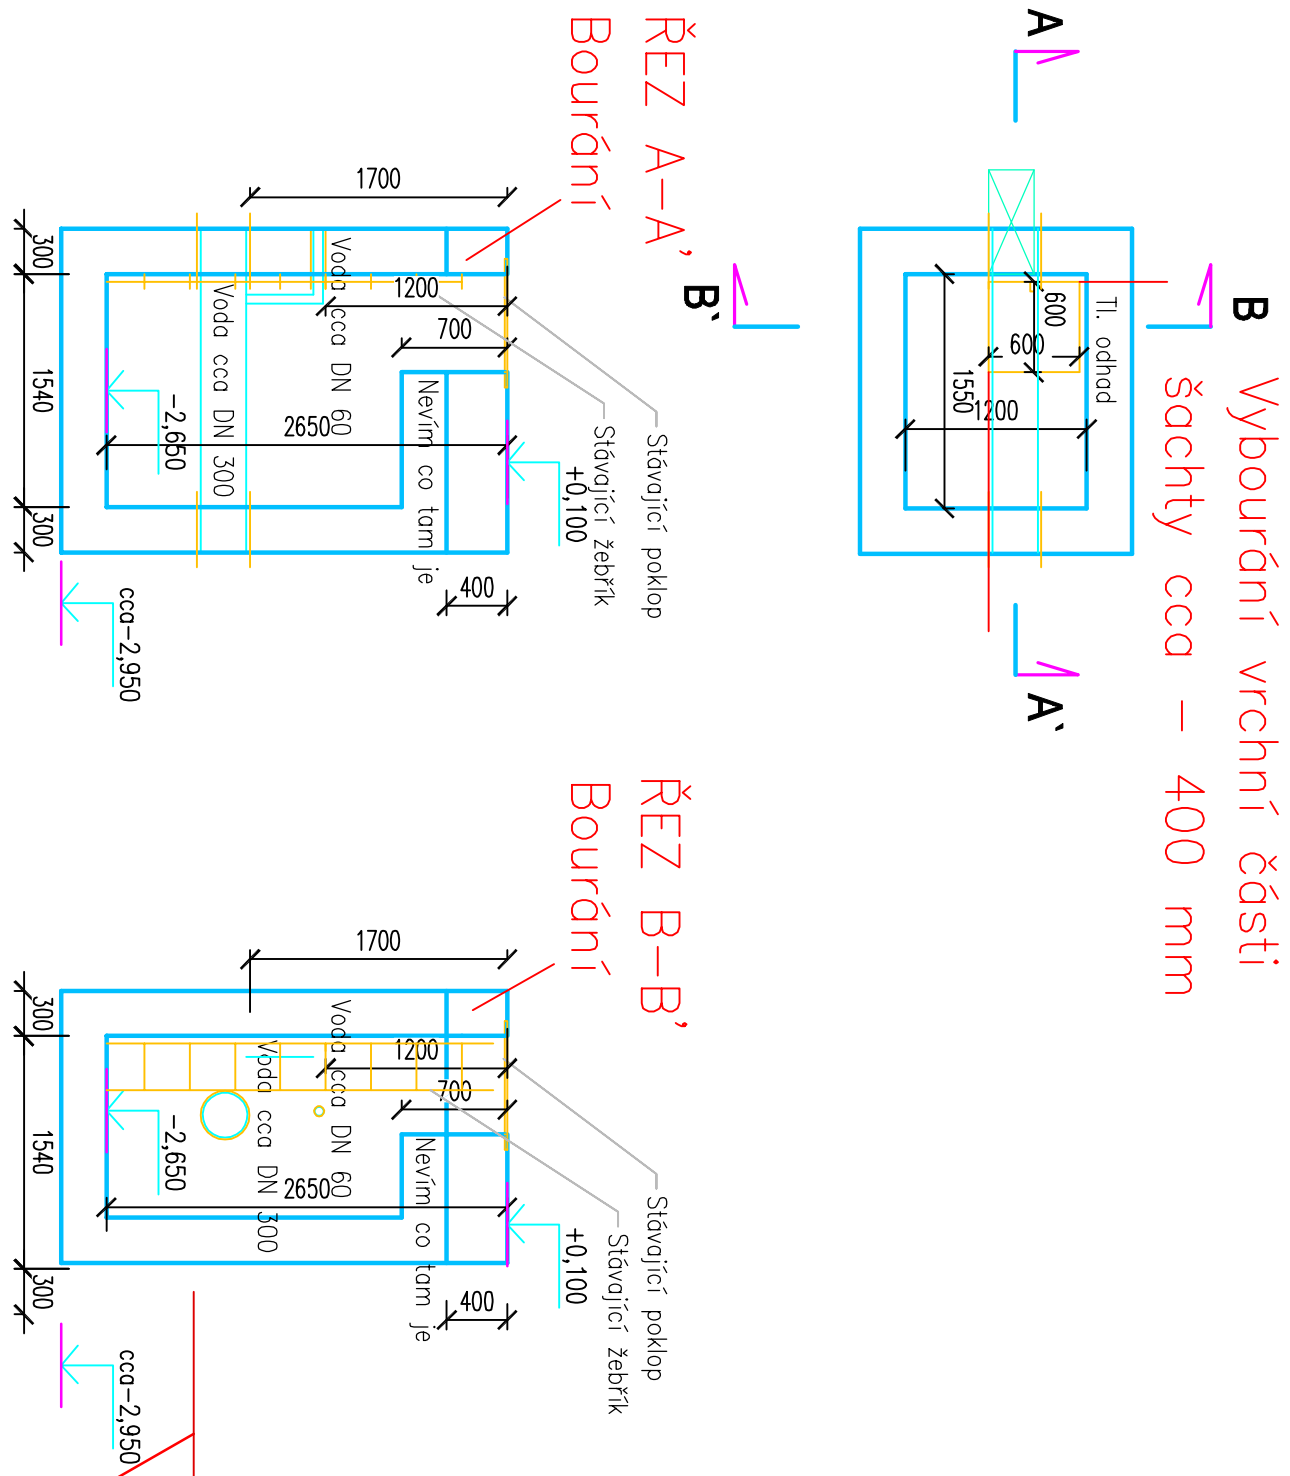 Vybourání vrchní části
šachty cca - 400 mm
A
A`
B
B`
Tl. odhad
600
600
1550
1200
ŘEZ A-A'
Bourání
1700
1200
700
2650
400
300
1540
300
Voda cca DN 60
Voda cca DN 300
Nevím co tam je
Stávající poklop
Stávající žebřík
+0,100
-2,650
cca-2,950
ŘEZ B-B'
Bourání
1700
1200
700
2650
400
300
1540
300
Voda cca DN 60
Voda cca DN 300
Nevím co tam je
Stávající poklop
Stávající žebřík
+0,100
-2,650
cca-2,950